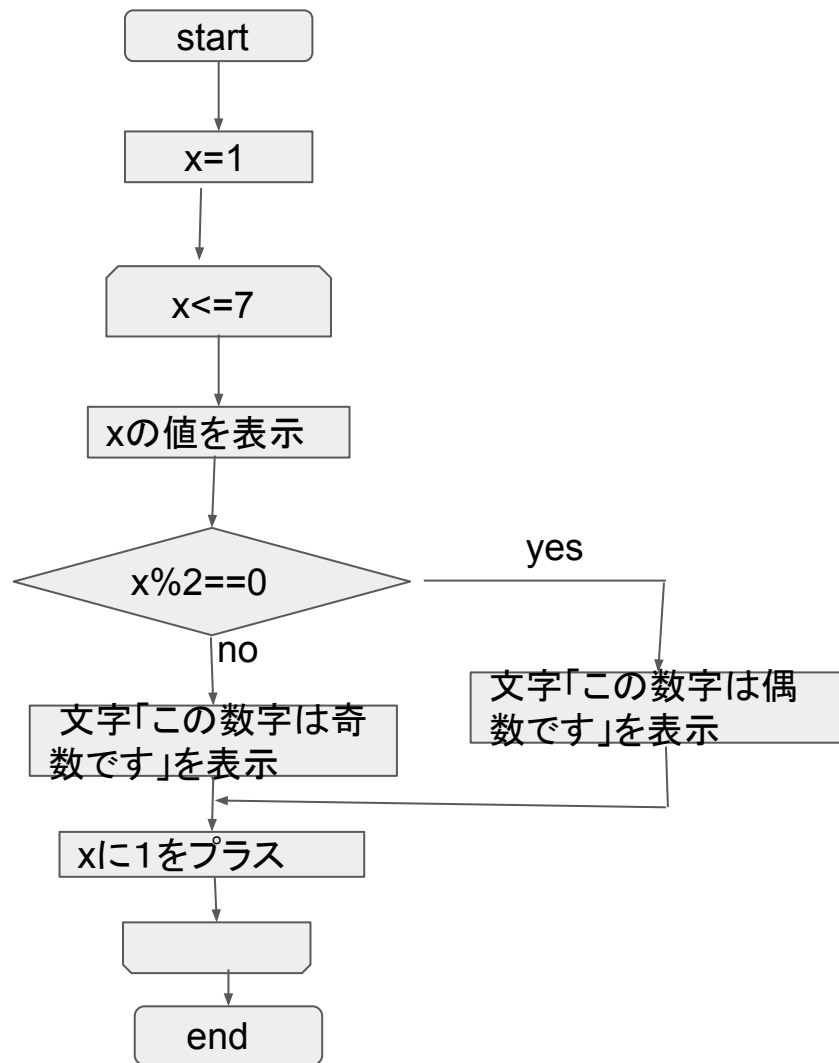 start
x=1
x<=7
xの値を表示
x%2==0
yes
no
文字「この数字は偶
数です」を表示
文字「この数字は奇
数です」を表示
xに１をプラス
end